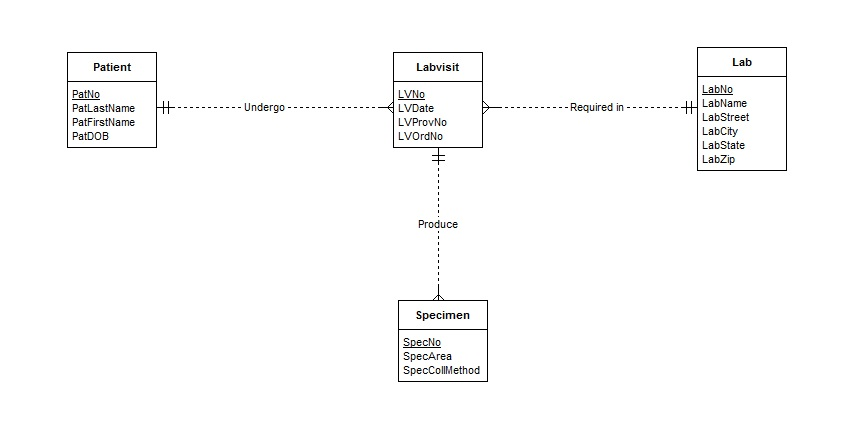 Patient
PatNo
PatLastName
PatFirstName
PatDOB
Undergo
Labvisit
LVNo
LVDate
LVProvNo
LVOrdNo
Required in
Lab
LabNo
LabName
LabStreet
LabCity
LabState
LabZip
Produce
Specimen
SpecNo
SpecArea
SpecCollMethod